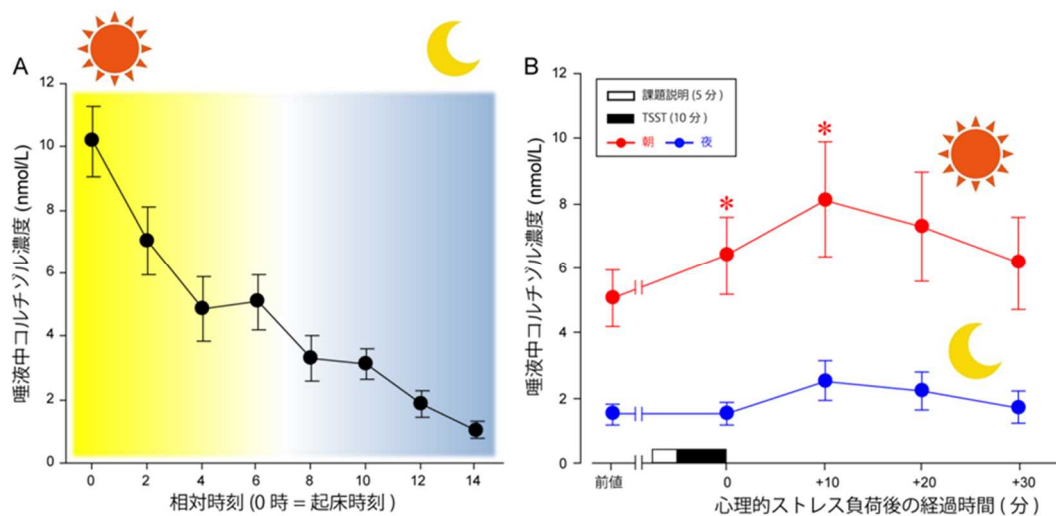 A
唾液中コルチゾル濃度 (nmol/L)
12
10
8
6
4
2
0
0 2 4 6 8 10 12 14
相対時刻 (0 時 = 起床時刻 )
B
唾液中コルチゾル濃度 (nmol/L)
12
10
8
6
4
2
0
課題説明 ( 5 分 )
TSST ( 10 分 )
朝 夜
*
*
前値 0 +10 +20 +30
心理的ストレス負荷後の経過時間 ( 分 )